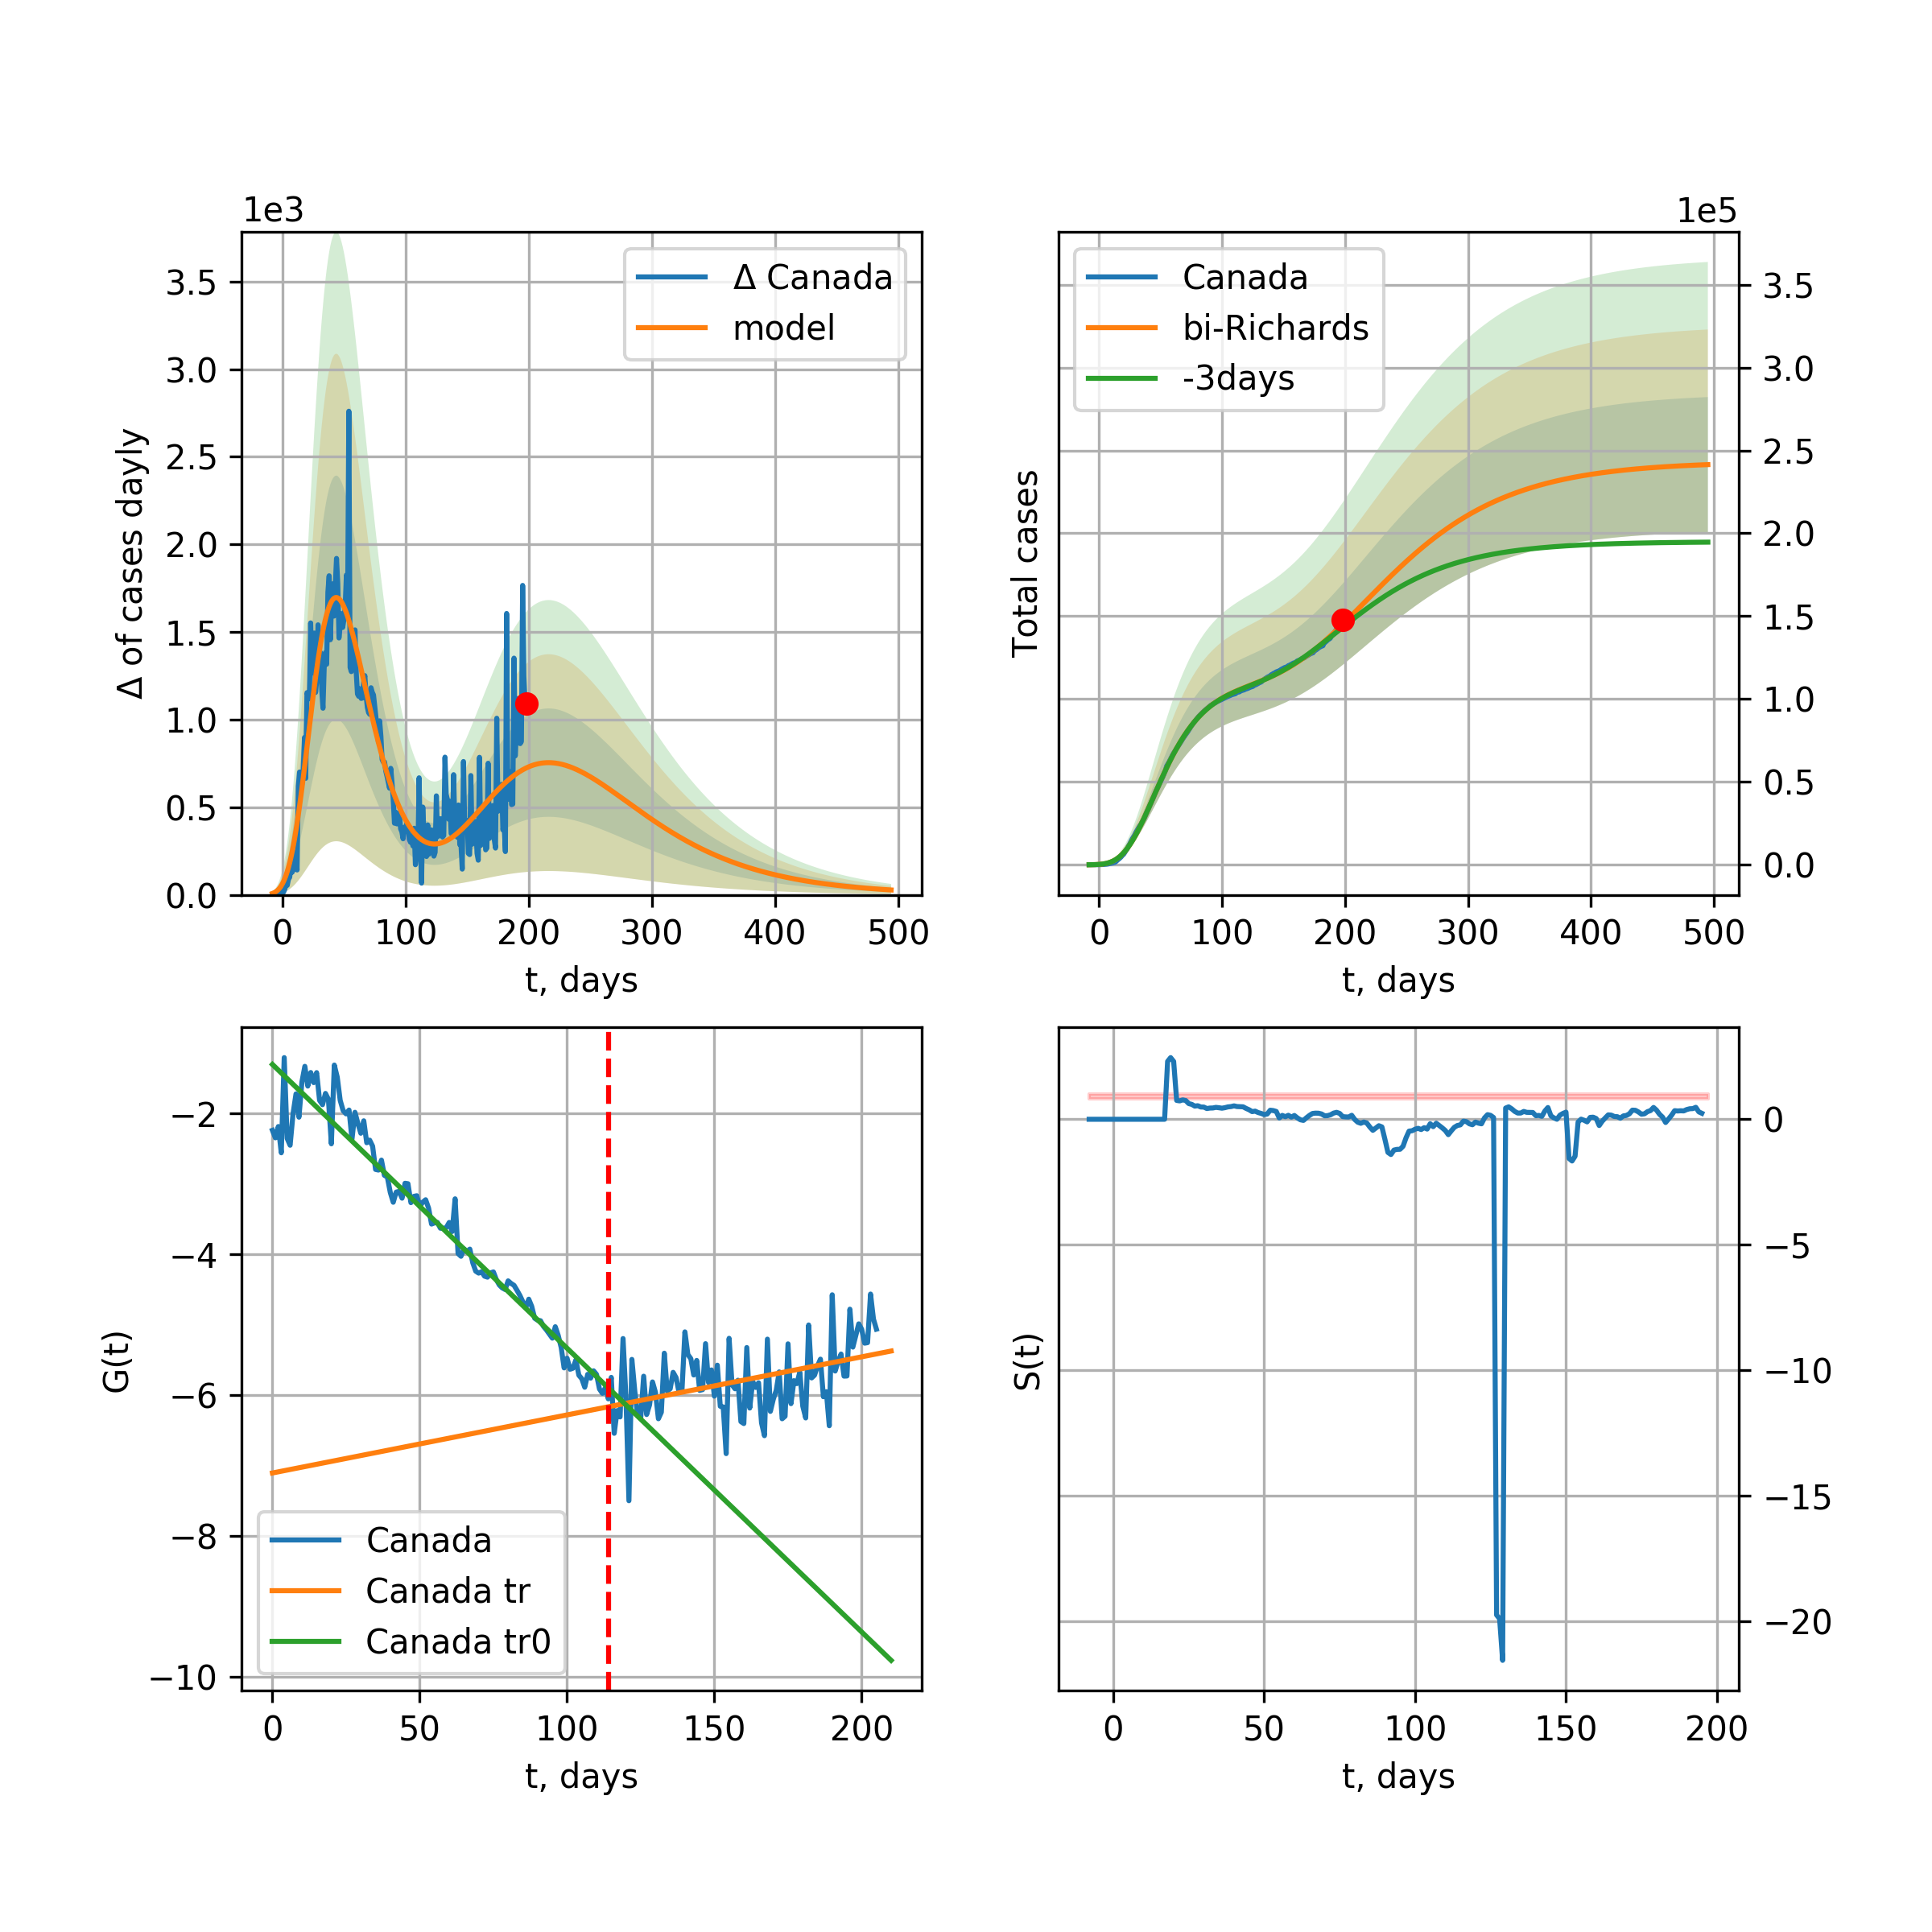 1e3
Δ of cases dayly
3.5
3.0
2.5
2.0
1.5
1.0
0.5
0.0
Δ Canada
model
0 100 200 300 400 500
t, days
1e5
Total cases
Canada
bi-Richards
-3days
3.5
3.0
2.5
2.0
1.5
1.0
0.5
0.0
0 100 200 300 400 500
t, days
G(t)
−2
−4
−6
−8
−10
Canada
Canada tr
Canada tr0
0 50 100 150 200
t, days
S(t)
0
−5
−10
−15
−20
0 50 100 150 200
t, days